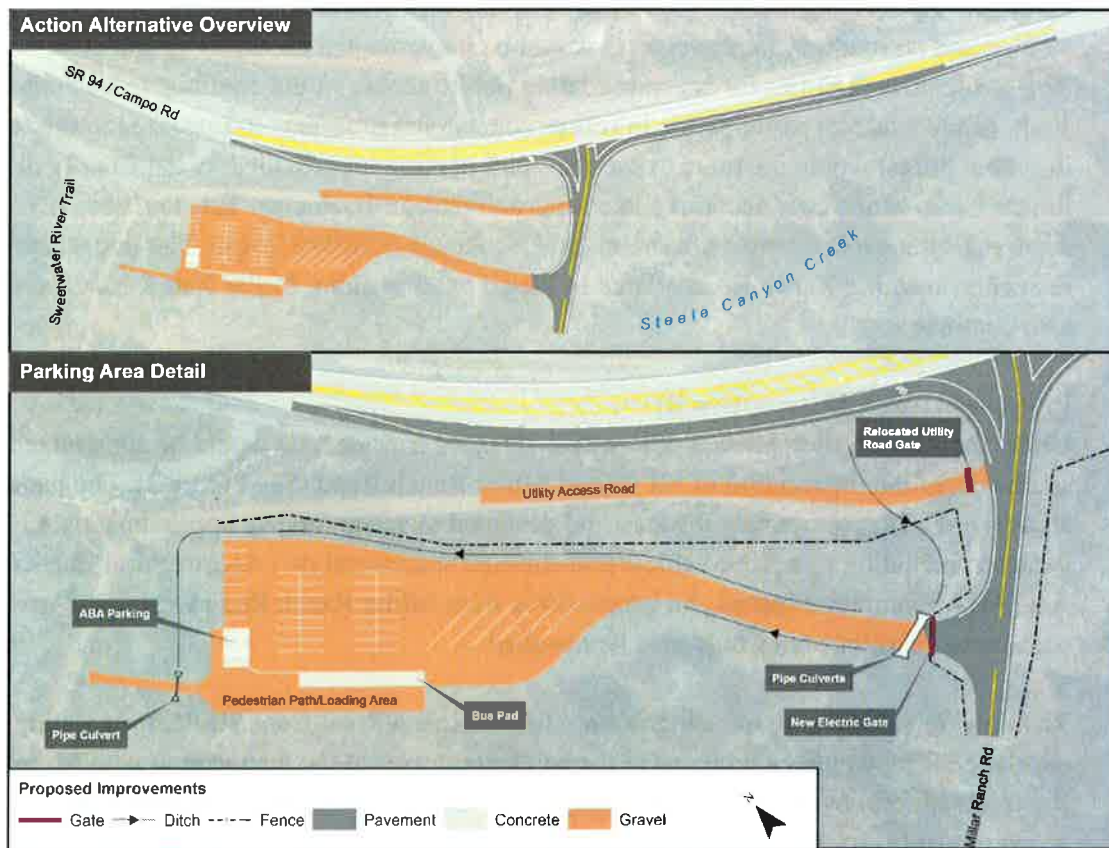 Action Alternative Overview
SR 94 / Campo Rd
Sweetwater River Trail
Steele Canyon Creek
Parking Area Detail
Relocated Utility
Road Gate
Utility Access Road
ABA Parking
Pipe Culverts
Pedestrian Path/Loading Area
Bus Pad
New Electric Gate
Pipe Culvert
Millar Ranch Rd
Proposed Improvements
Gate
Ditch
Fence
Pavement
Concrete
Gravel
N